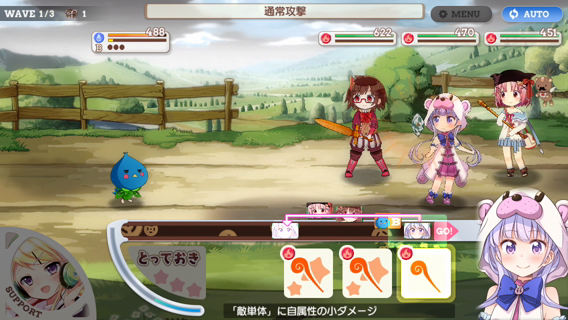 WAVE 1/3 1
通常攻撃
MENU
AUTO
488
B
622
470
451
B
GO!
とっておき
SUPPORT
「敵単体」に自属性の小ダメージ